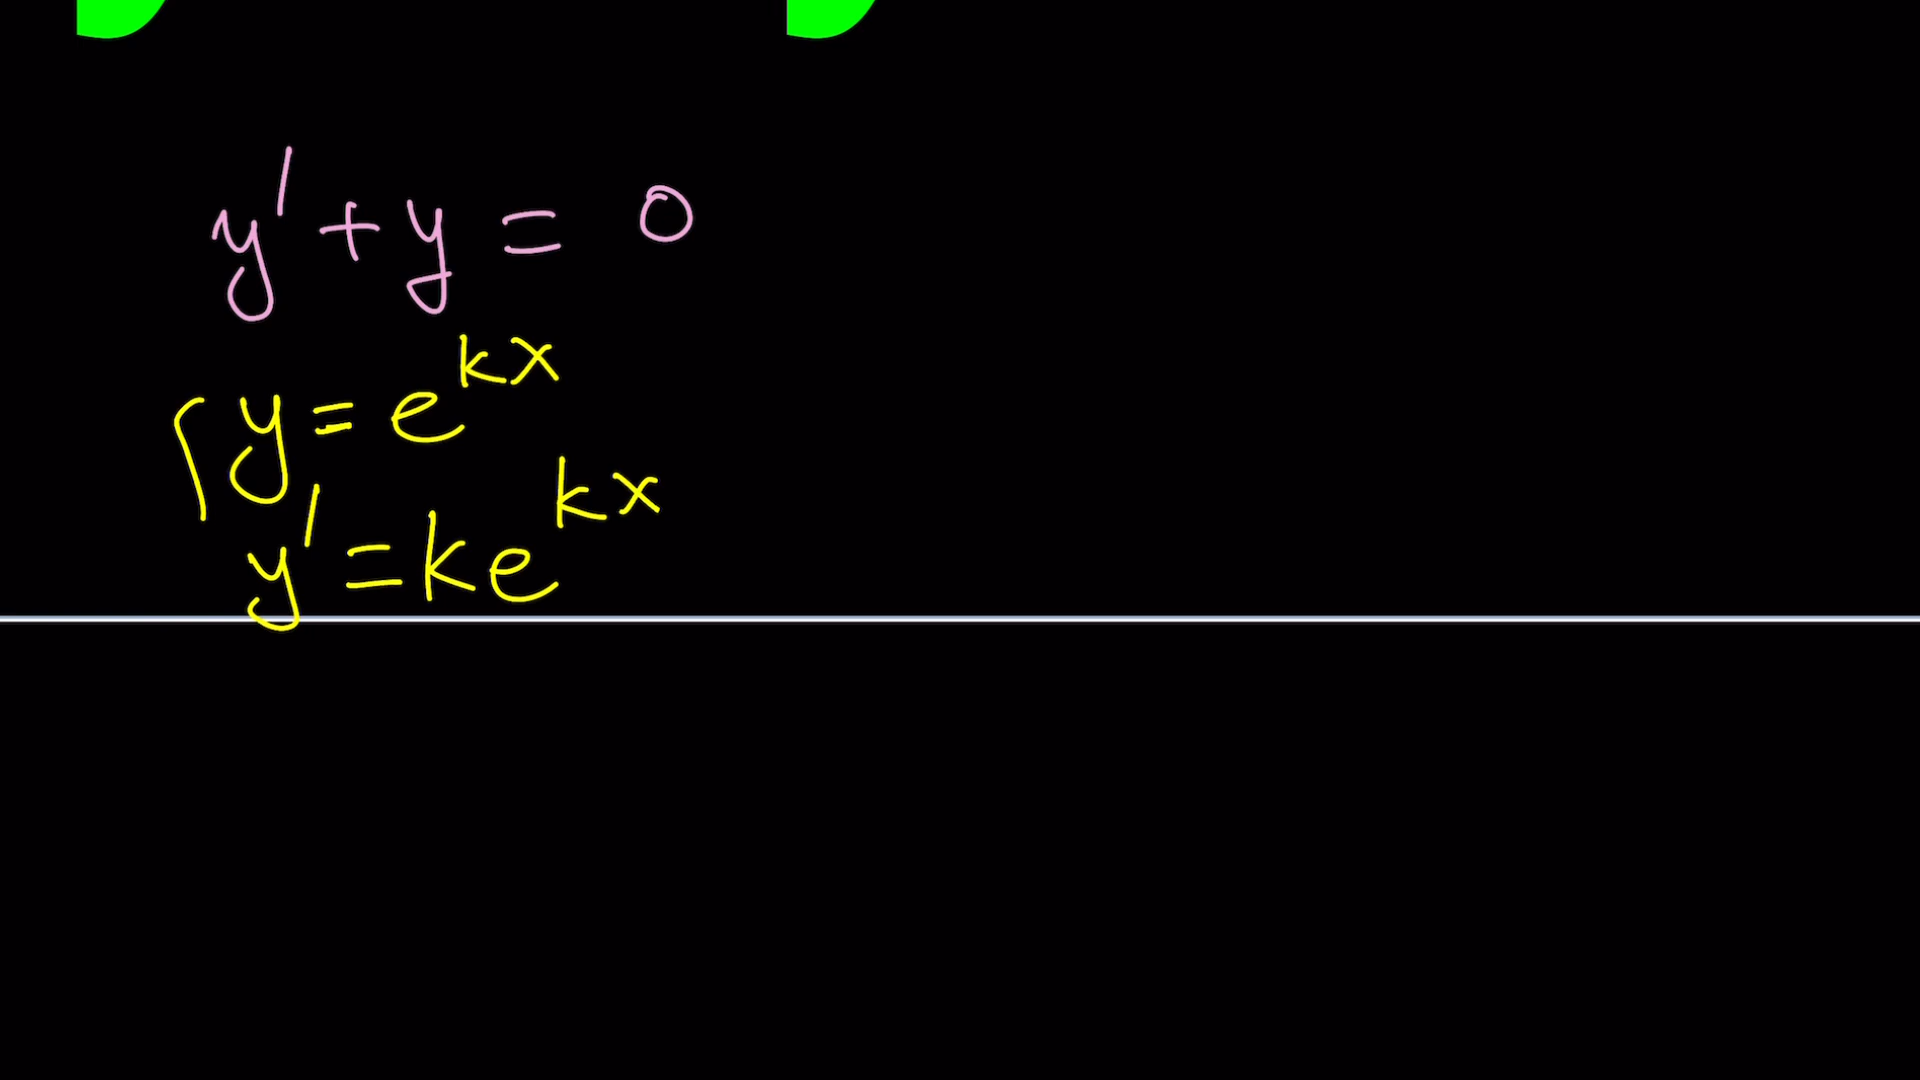 y' + y = 0
y = e^{kx}
y' = ke^{kx}